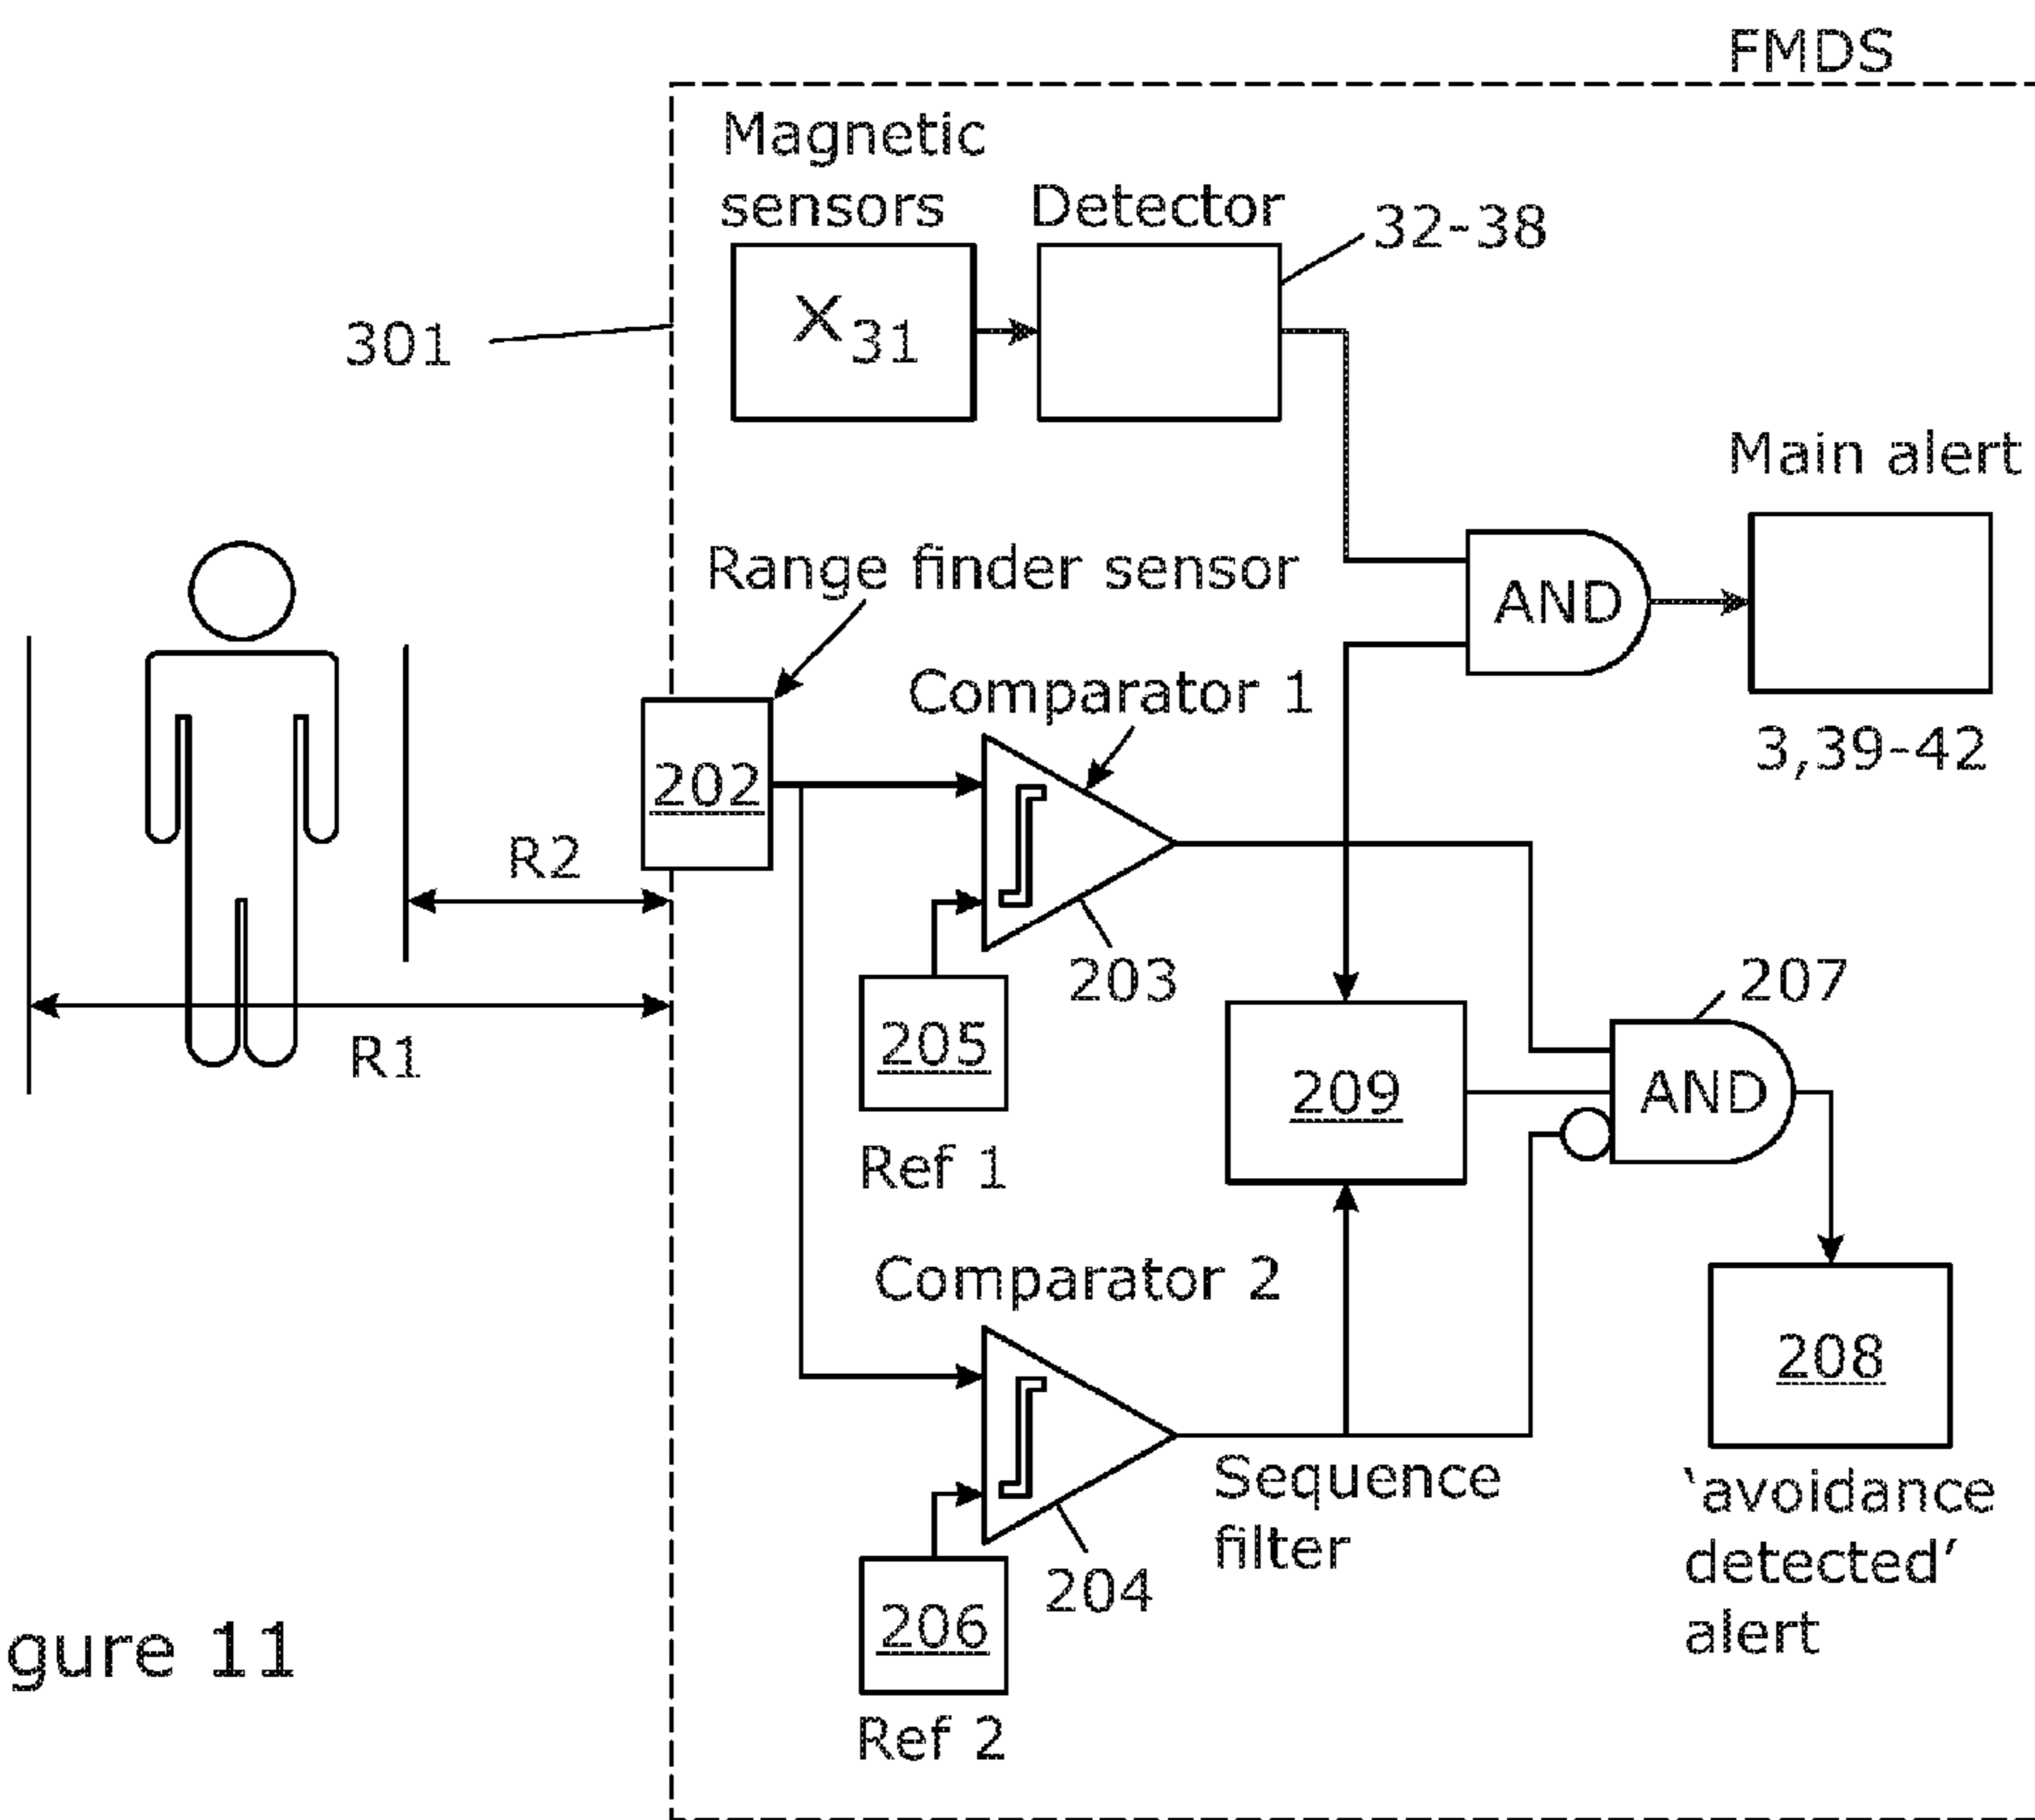 FMDS
Magnetic
sensors
Detector
32-38
X 31
301
Main alert
Range finder sensor
AND
Comparator 1
3,39-42
202
R2
203
207
205
R1
209
AND
Ref 1
Comparator 2
208
Sequence
filter
'avoidance
detected'
alert
204
206
gure 11
Ref 2